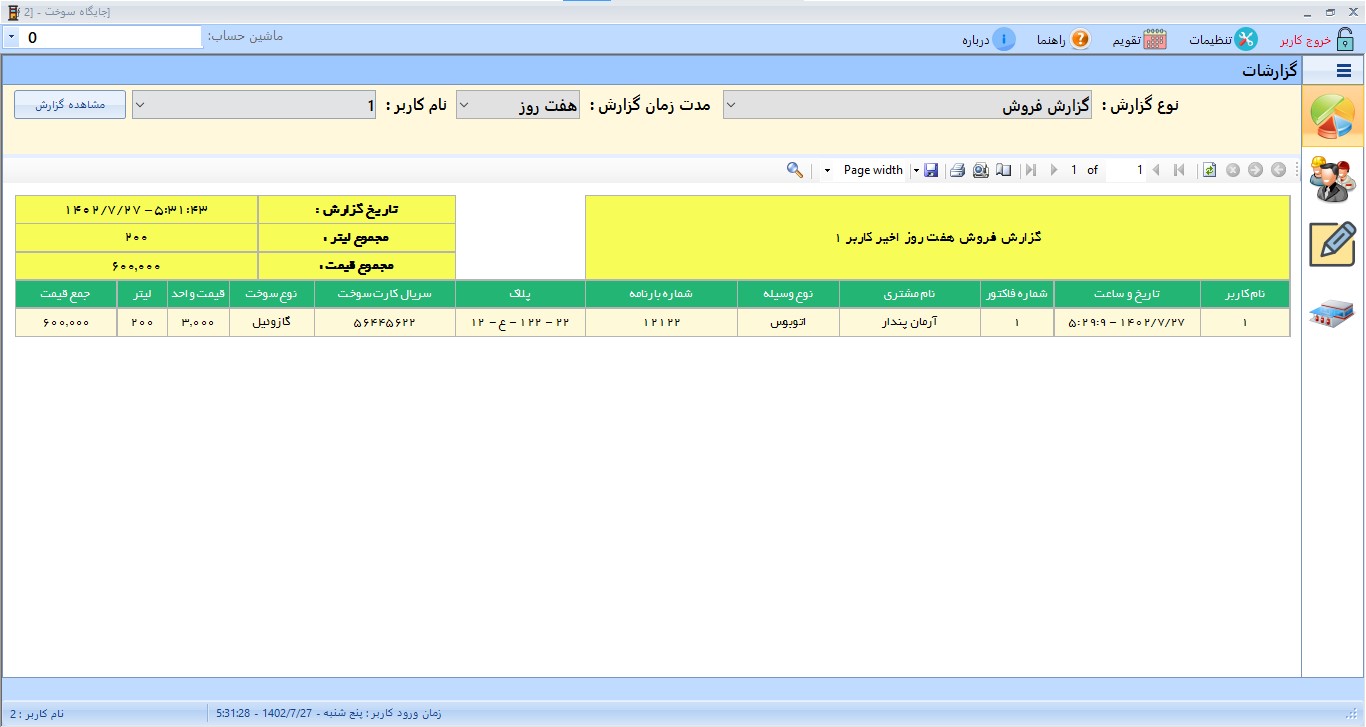 [جایگاه سوخت - [2
خروج کاربر تنظیمات تقویم راهنما درباره ماشین حساب: 0
گزارشات
نوع گزارش : گزارش فروش مدت زمان گزارش : هفت روز نام کاربر : 1 مشاهده گزارش
1 of 1 Page width
گزارش فروش هفت روز اخیر کاربر ۱
تاریخ گزارش : ۱۴۰۲/۷/۲۷ – ۵:۳۱:۴۳
مجموع لیتر : ۲۰۰
مجموع قیمت : ۶۰۰,۰۰۰
نام کاربر تاریخ و ساعت شماره فاکتور نام مشتری نوع وسیله شماره بارنامه پلاک سریال کارت سوخت نوع سوخت قیمت واحد لیتر جمع قیمت
۱ ۱۴۰۲/۷/۲۷ – ۵:۲۹:۹ ۱ آرمان پندار اتوبوس ۱۲۱۲۲ ۲۲ – ۱۲۲ – ع – ۱۲ ۵۶۴۴۵۶۲۲ گازوئیل ۳,۰۰۰ ۲۰۰ ۶۰۰,۰۰۰
زمان ورود کاربر : پنج شنبه - 1402/7/27 - 5:31:28 نام کاربر : 2